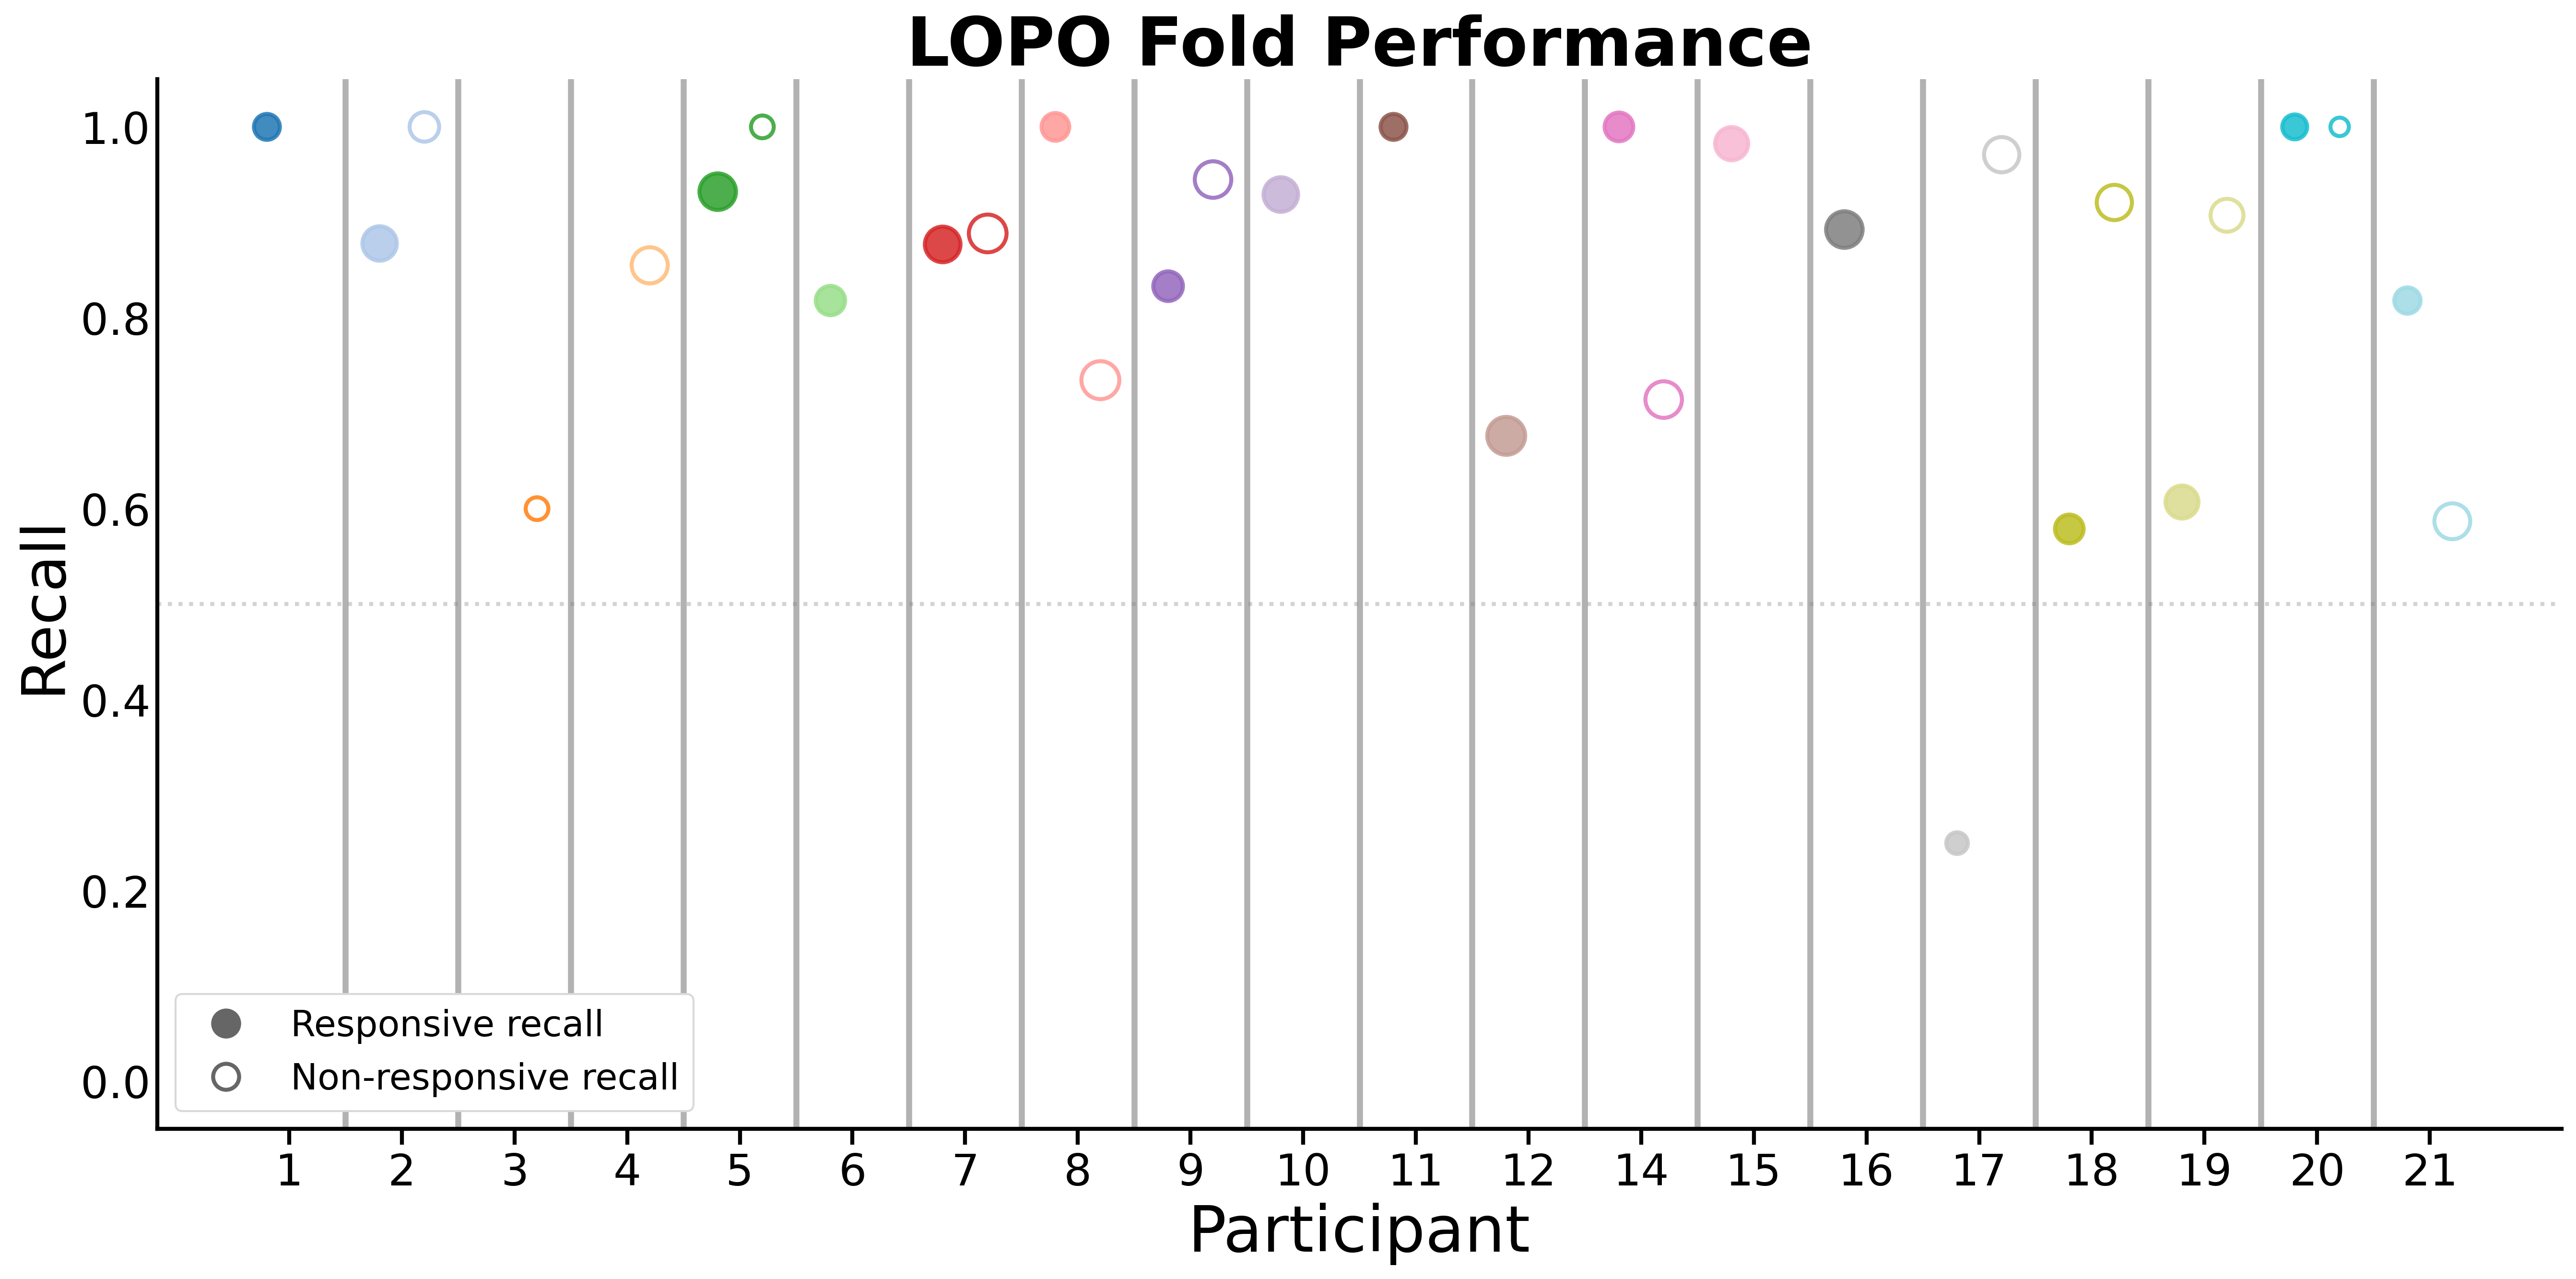 LOPO Fold Performance
1.0
0.8
0.6
0.4
0.2
0.0
Recall
Responsive recall
Non-responsive recall
1 2 3 4 5 6 7 8 9 10 11 12 14 15 16 17 18 19 20 21
Participant